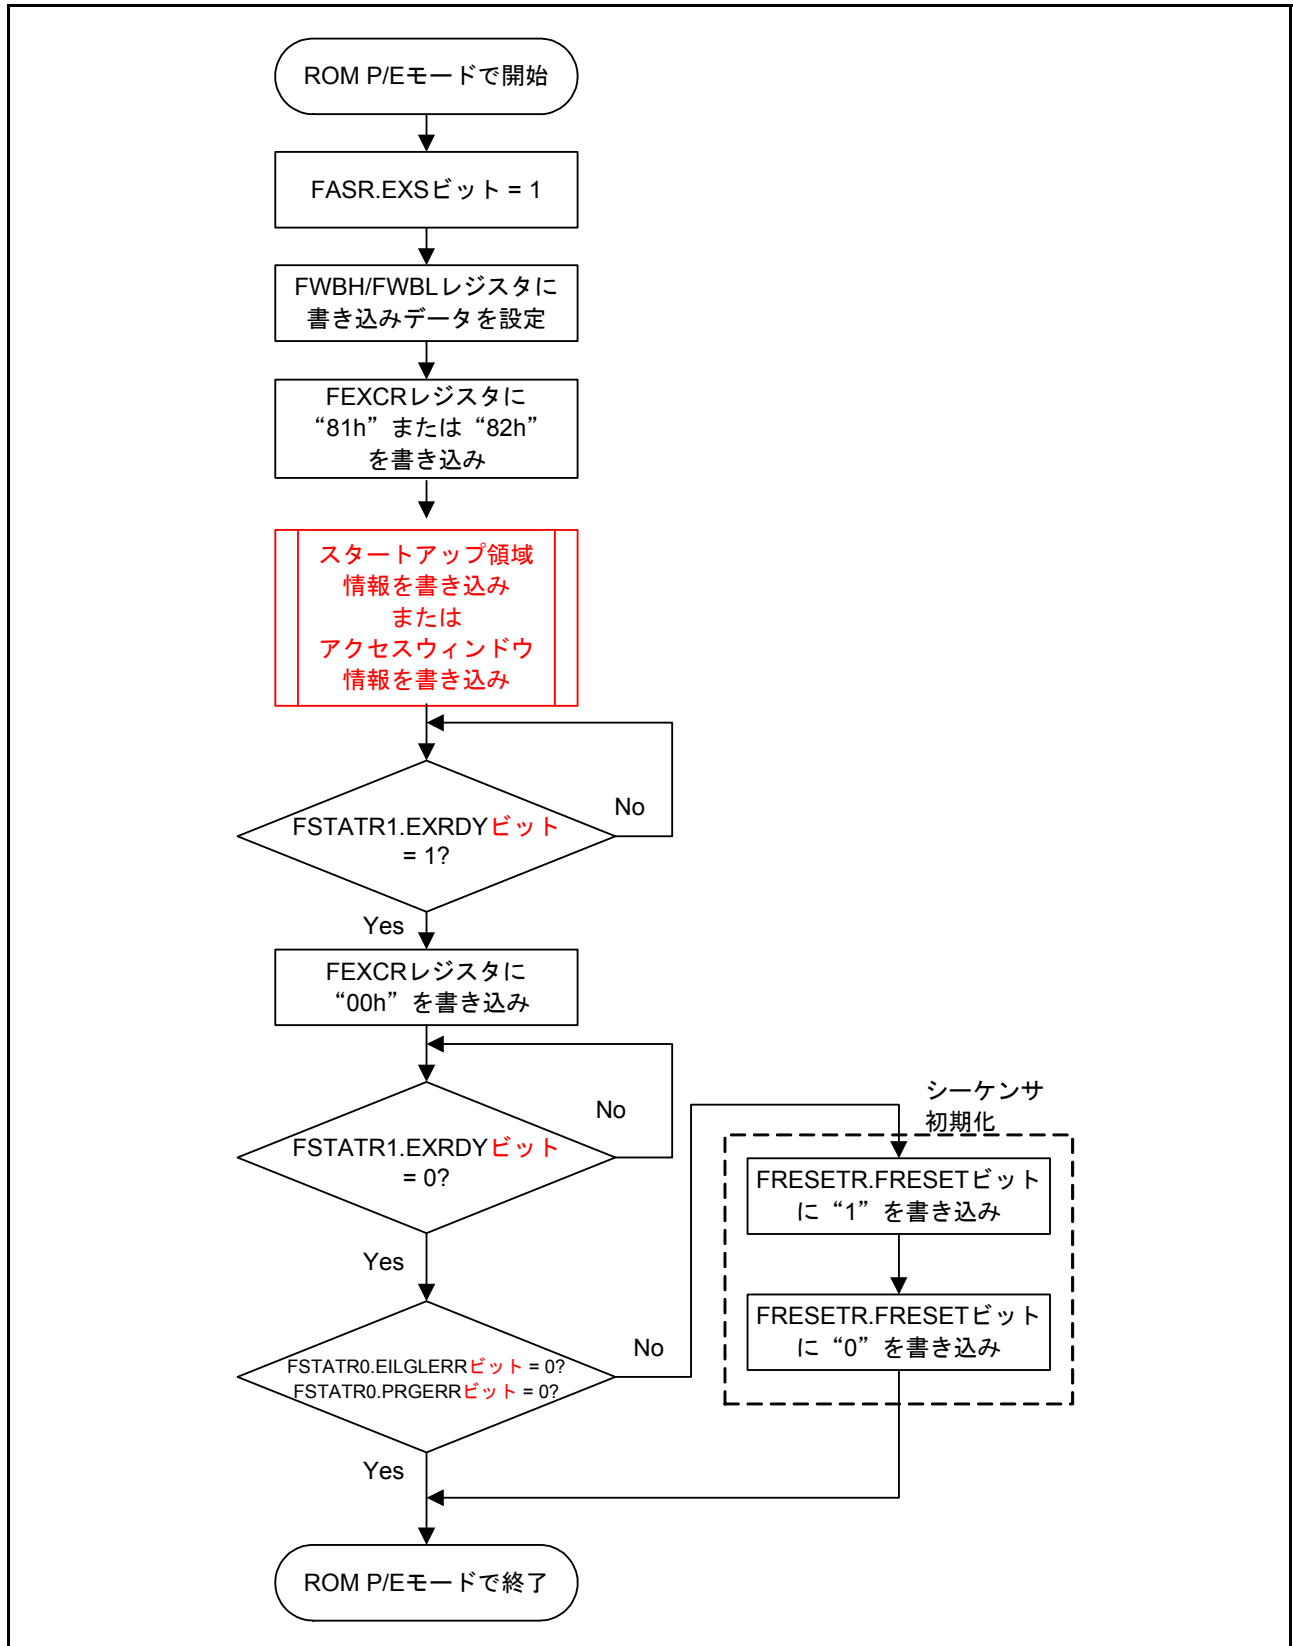 ROM P/Eモードで開始
FASR.EXSビット = 1
FWBH/FWBLレジスタに
書き込みデータを設定
FEXCRレジスタに
“81h” または “82h”
を書き込み
スタートアップ領域
情報を書き込み
または
アクセスウィンドウ
情報を書き込み
No
FSTATR1.EXRDYビット
= 1?
Yes
FEXCRレジスタに
“00h” を書き込み
No
FSTATR1.EXRDYビット
= 0?
Yes
シーケンサ
初期化
FRESETR.FRESETビット
に “1” を書き込み
FRESETR.FRESETビット
に “0” を書き込み
No
FSTATR0.EILGLERRビット = 0?
FSTATR0.PRGERRビット = 0?
Yes
ROM P/Eモードで終了